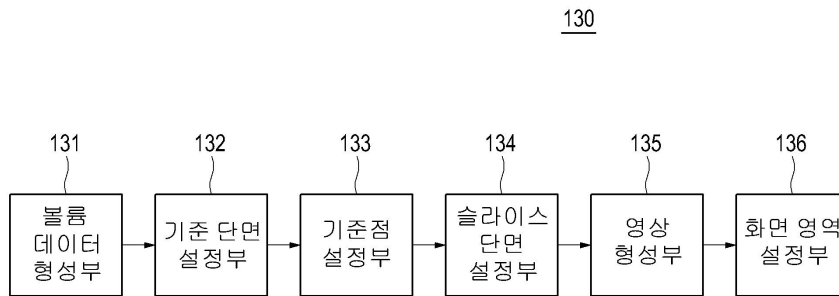 130
131
132
133
134
135
136
볼륨
데이터
형성부
기준 단면
설정부
기준점
설정부
슬라이스
단면
설정부
영상
형성부
화면 영역
설정부